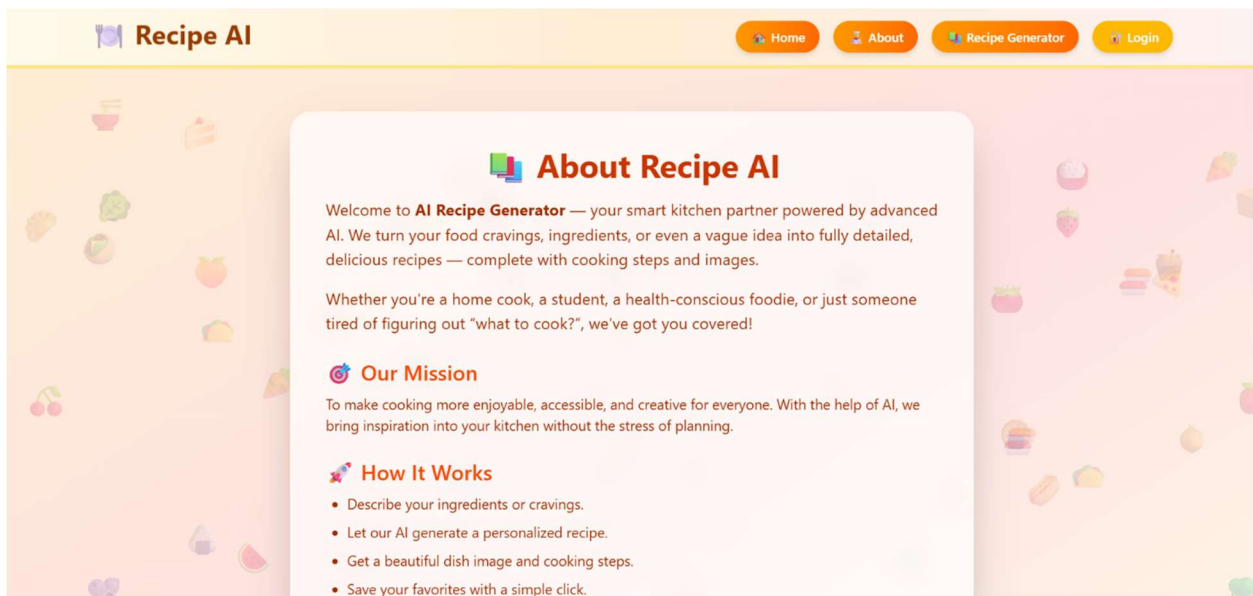 Recipe AI
Home
About
Recipe Generator
Login
About Recipe AI
Welcome to AI Recipe Generator — your smart kitchen partner powered by advanced
AI. We turn your food cravings, ingredients, or even a vague idea into fully detailed,
delicious recipes — complete with cooking steps and images.
Whether you're a home cook, a student, a health-conscious foodie, or just someone
tired of figuring out “what to cook?”, we've got you covered!
Our Mission
To make cooking more enjoyable, accessible, and creative for everyone. With the help of AI, we
bring inspiration into your kitchen without the stress of planning.
How It Works
• Describe your ingredients or cravings.
• Let our AI generate a personalized recipe.
• Get a beautiful dish image and cooking steps.
• Save your favorites with a simple click.